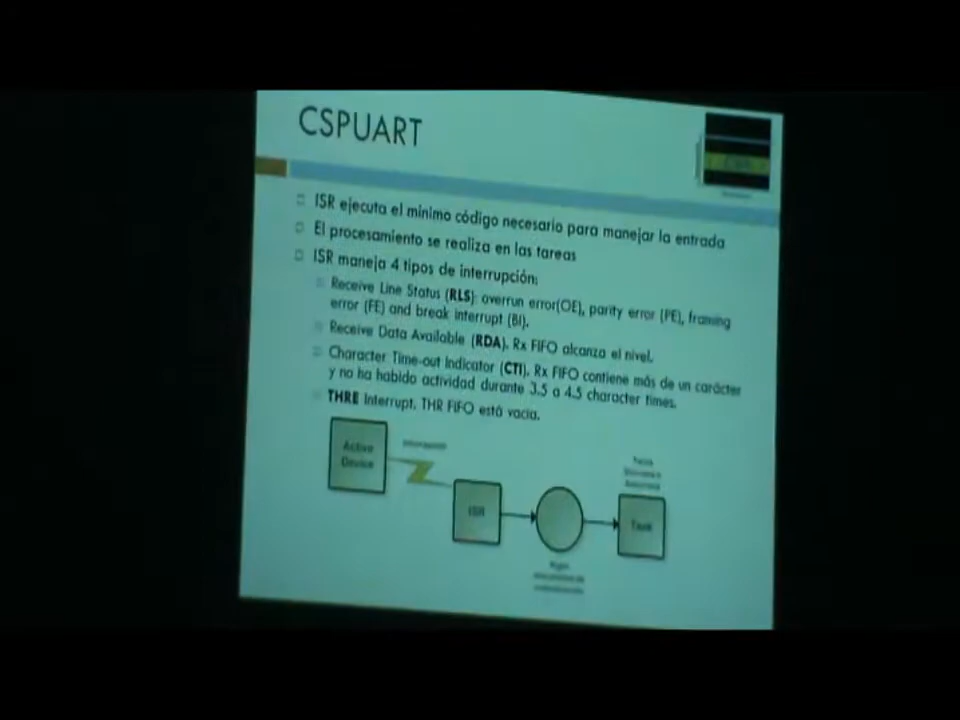 CSPUART
ISR ejecuta el mínimo código necesario para manejar la entrada
El procesamiento se realiza en las tareas
ISR maneja 4 tipos de interrupción:
Receive Line Status (RLS): overrun error(OE), parity error (PE), framing
error (FE) and break interrupt (BI).
Receive Data Available (RDA). Rx FIFO alcanza el nivel.
Character Time-out Indicator (CTI). Rx FIFO contiene más de un carácter
y no ha habido actividad durante 3.5 a 4.5 character times.
THRE Interrupt. THR FIFO está vacia.
Active
Device
ISR
Task